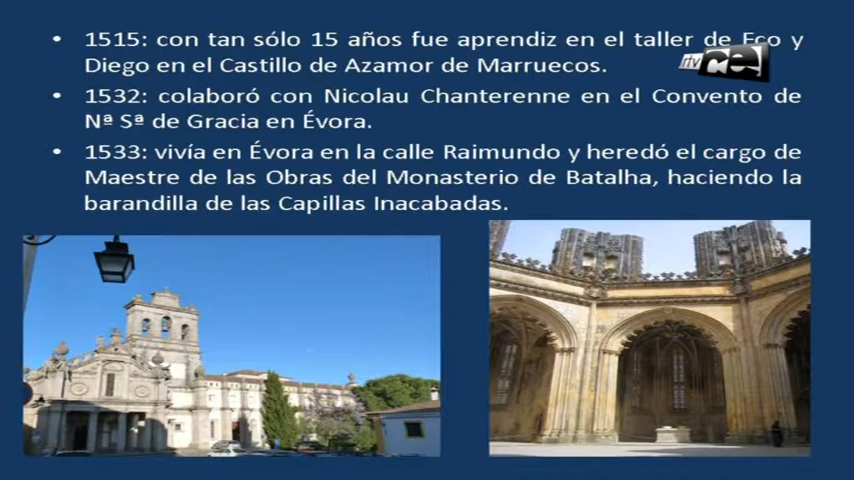 • 1515: con tan sólo 15 años fue aprendiz en el taller de Eco y
Diego en el Castillo de Azamor de Marruecos.
• 1532: colaboró con Nicolau Chanterenne en el Convento de
Nª Sª de Gracia en Évora.
• 1533: vivía en Évora en la calle Raimundo y heredó el cargo de
Maestre de las Obras del Monasterio de Batalha, haciendo la
barandilla de las Capillas Inacabadas.
rtv cel